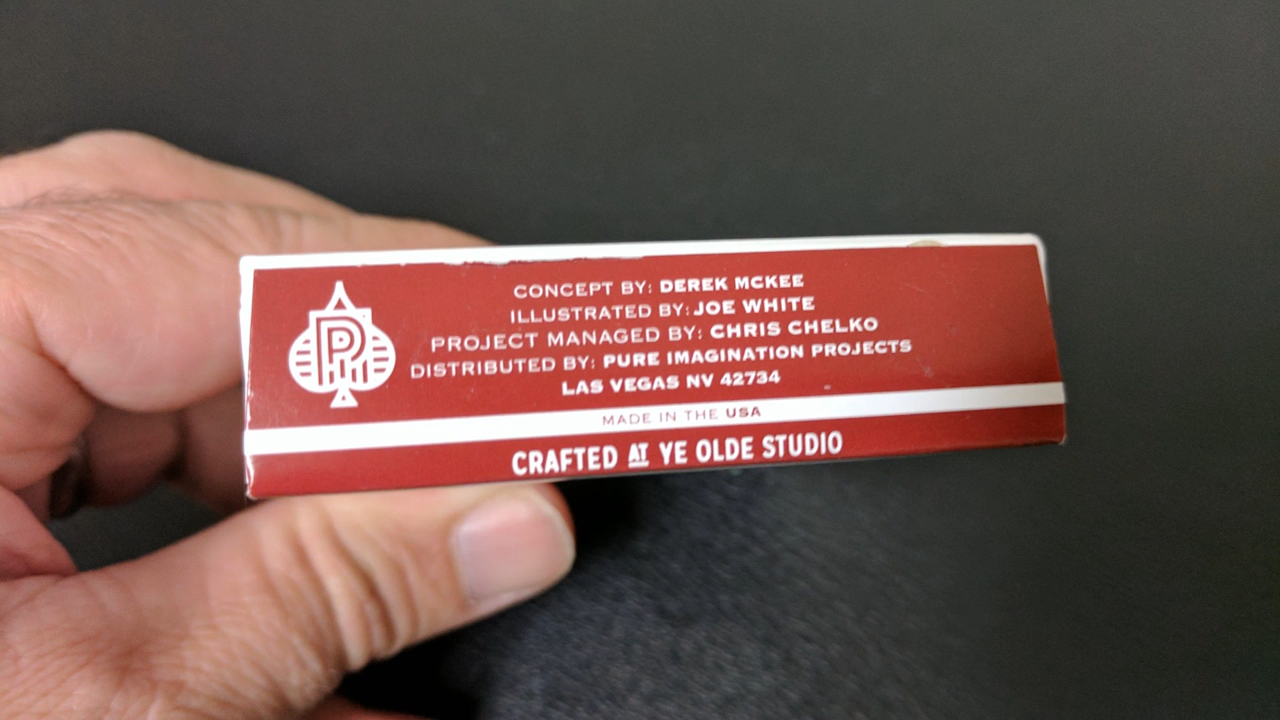 CONCEPT BY: DEREK MCKEE
ILLUSTRATED BY: JOE WHITE
PROJECT MANAGED BY: CHRIS CHELKO
DISTRIBUTED BY: PURE IMAGINATION PROJECTS
LAS VEGAS NV 42734
MADE IN THE USA
CRAFTED AT YE OLDE STUDIO